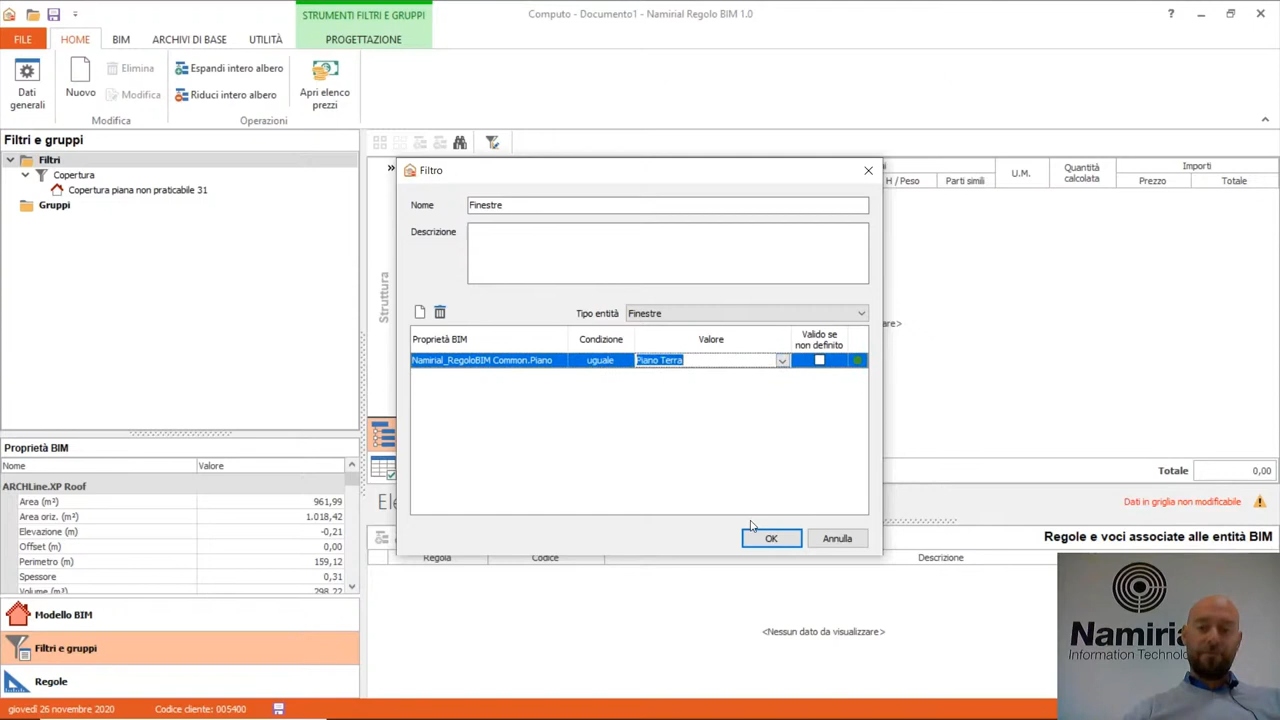 STRUMENTI FILTRI E GRUPPI
Computo - Documento1 - Namirial Regolo BIM 1.0
FILE
HOME
BIM
ARCHIVI DI BASE
UTILITÀ
PROGETTAZIONE
Dati generali
Nuovo
Elimina
Modifica
Modifica
Espandi intero albero
Riduci intero albero
Apri elenco prezzi
Operazioni
Filtri e gruppi
Filtri
Copertura
Copertura piana non praticabile 31
Gruppi
Struttura
H / Peso
Parti simili
U.M.
Quantità calcolata
Importi
Prezzo
Totale
Filtro
Nome
Finestre
Descrizione
Tipo entità
Finestre
Proprietà BIM
Condizione
Valore
Valido se non definito
Namirial_RegoloBIM Common.Piano
uguale
Piano Terra
OK
Annulla
Totale
0,00
Dati in griglia non modificabile
Regole e voci associate alle entità BIM
Regola
Codice
Descrizione
<Nessun dato da visualizzare>
Proprietà BIM
Nome
Valore
ARCHLine.XP Roof
Area (m²)
961,99
Area oriz. (m²)
1.018,42
Elevazione (m)
-0,21
Offset (m)
0,00
Perimetro (m)
159,12
Spessore
0,31
Volume (m³)
298,22
Modello BIM
Filtri e gruppi
Regole
giovedì 26 novembre 2020
Codice cliente: 005400
Information